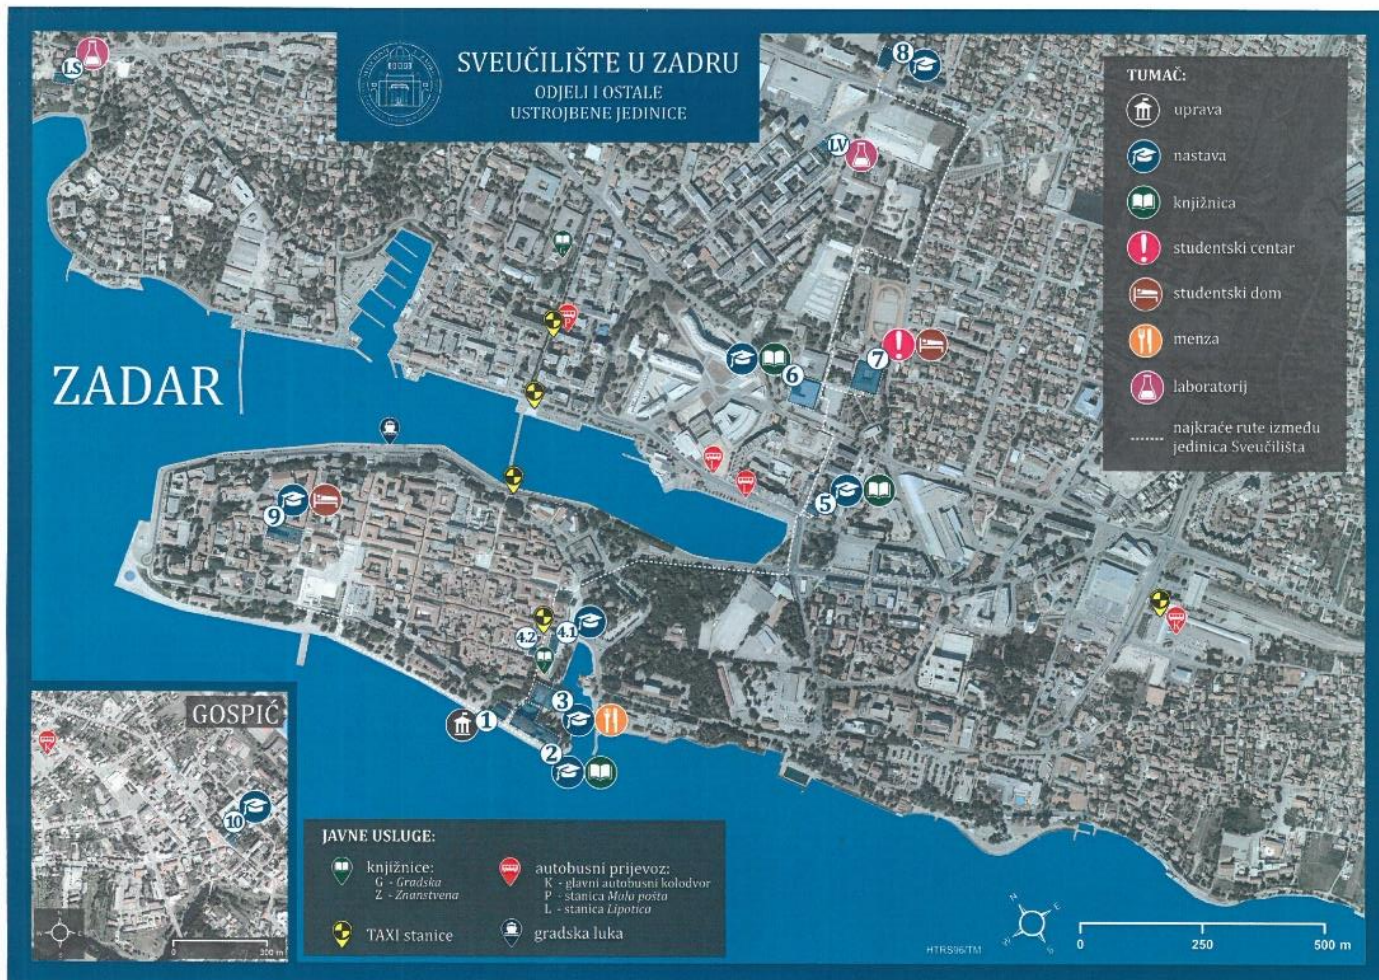 SVEUČILIŠTE U ZADRU
ODJELI I OSTALE
USTROJBENE JEDINICE
TUMAČ:
uprava
nastava
knjižnica
studentski centar
studentski dom
menza
laboratorij
najkraće rute između
jedinica Sveučilišta
LS
8
LV
P
ZADAR
6
7
5
9
4.2
4.1
K
1
3
2
GOSPIĆ
K
10
0
300 m
JAVNE USLUGE:
knjižnice:
G - Gradska
Z - Znanstvena
TAXI stanice
autobusni prijevoz:
K - glavni autobusni kolodvor
P - stanica Mala pošta
L - stanica Lipotica
gradska luka
HTRS96/TM
N
E
0
250
500 m